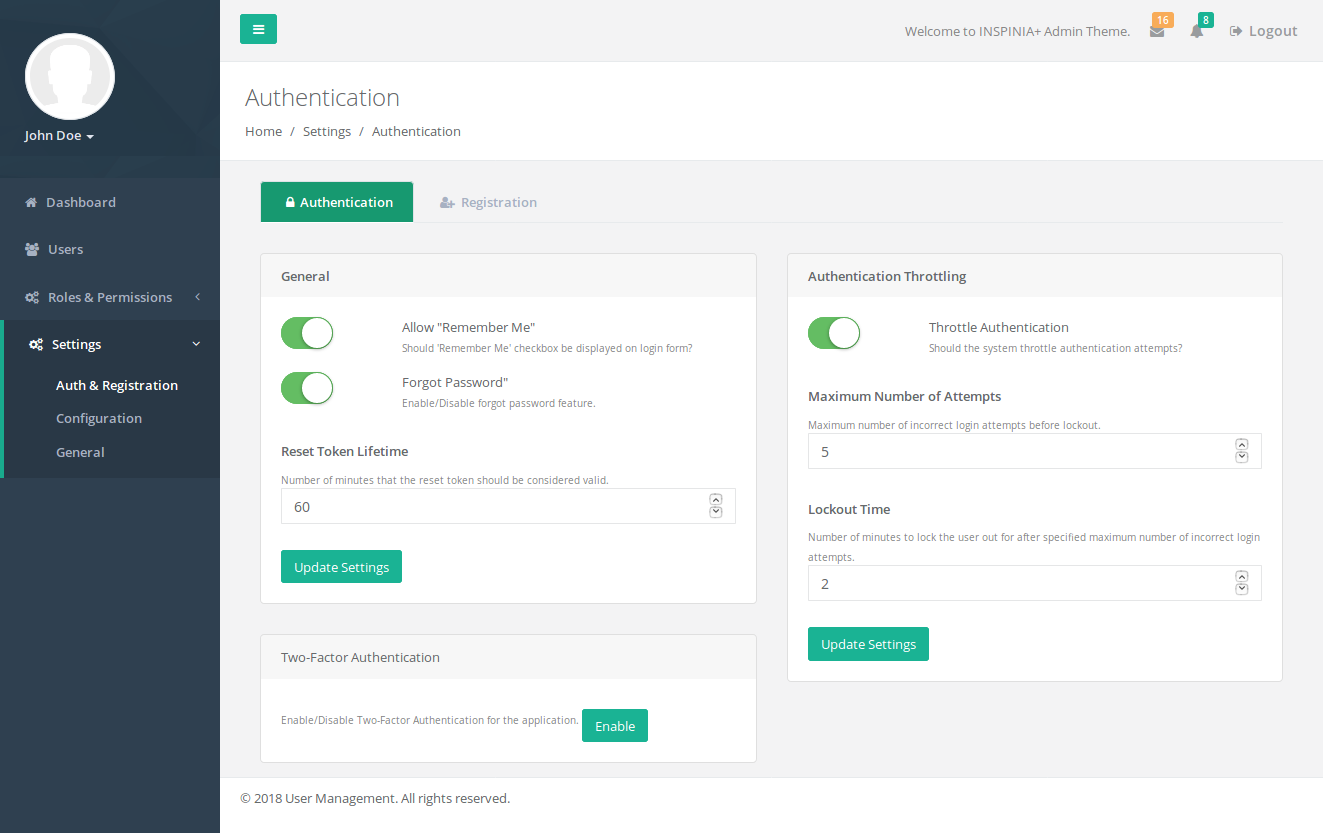 16
8
Welcome to INSPINIA+ Admin Theme.
Logout
John Doe
Dashboard
Users
Roles & Permissions
Settings
Auth & Registration
Configuration
General
Authentication
Home / Settings / Authentication
Authentication
Registration
General
Allow "Remember Me"
Should 'Remember Me' checkbox be displayed on login form?
Forgot Password"
Enable/Disable forgot password feature.
Reset Token Lifetime
Number of minutes that the reset token should be considered valid.
60
Update Settings
Two-Factor Authentication
Enable/Disable Two-Factor Authentication for the application.
Enable
Authentication Throttling
Throttle Authentication
Should the system throttle authentication attempts?
Maximum Number of Attempts
Maximum number of incorrect login attempts before lockout.
5
Lockout Time
Number of minutes to lock the user out for after specified maximum number of incorrect login
attempts.
2
Update Settings
© 2018 User Management. All rights reserved.